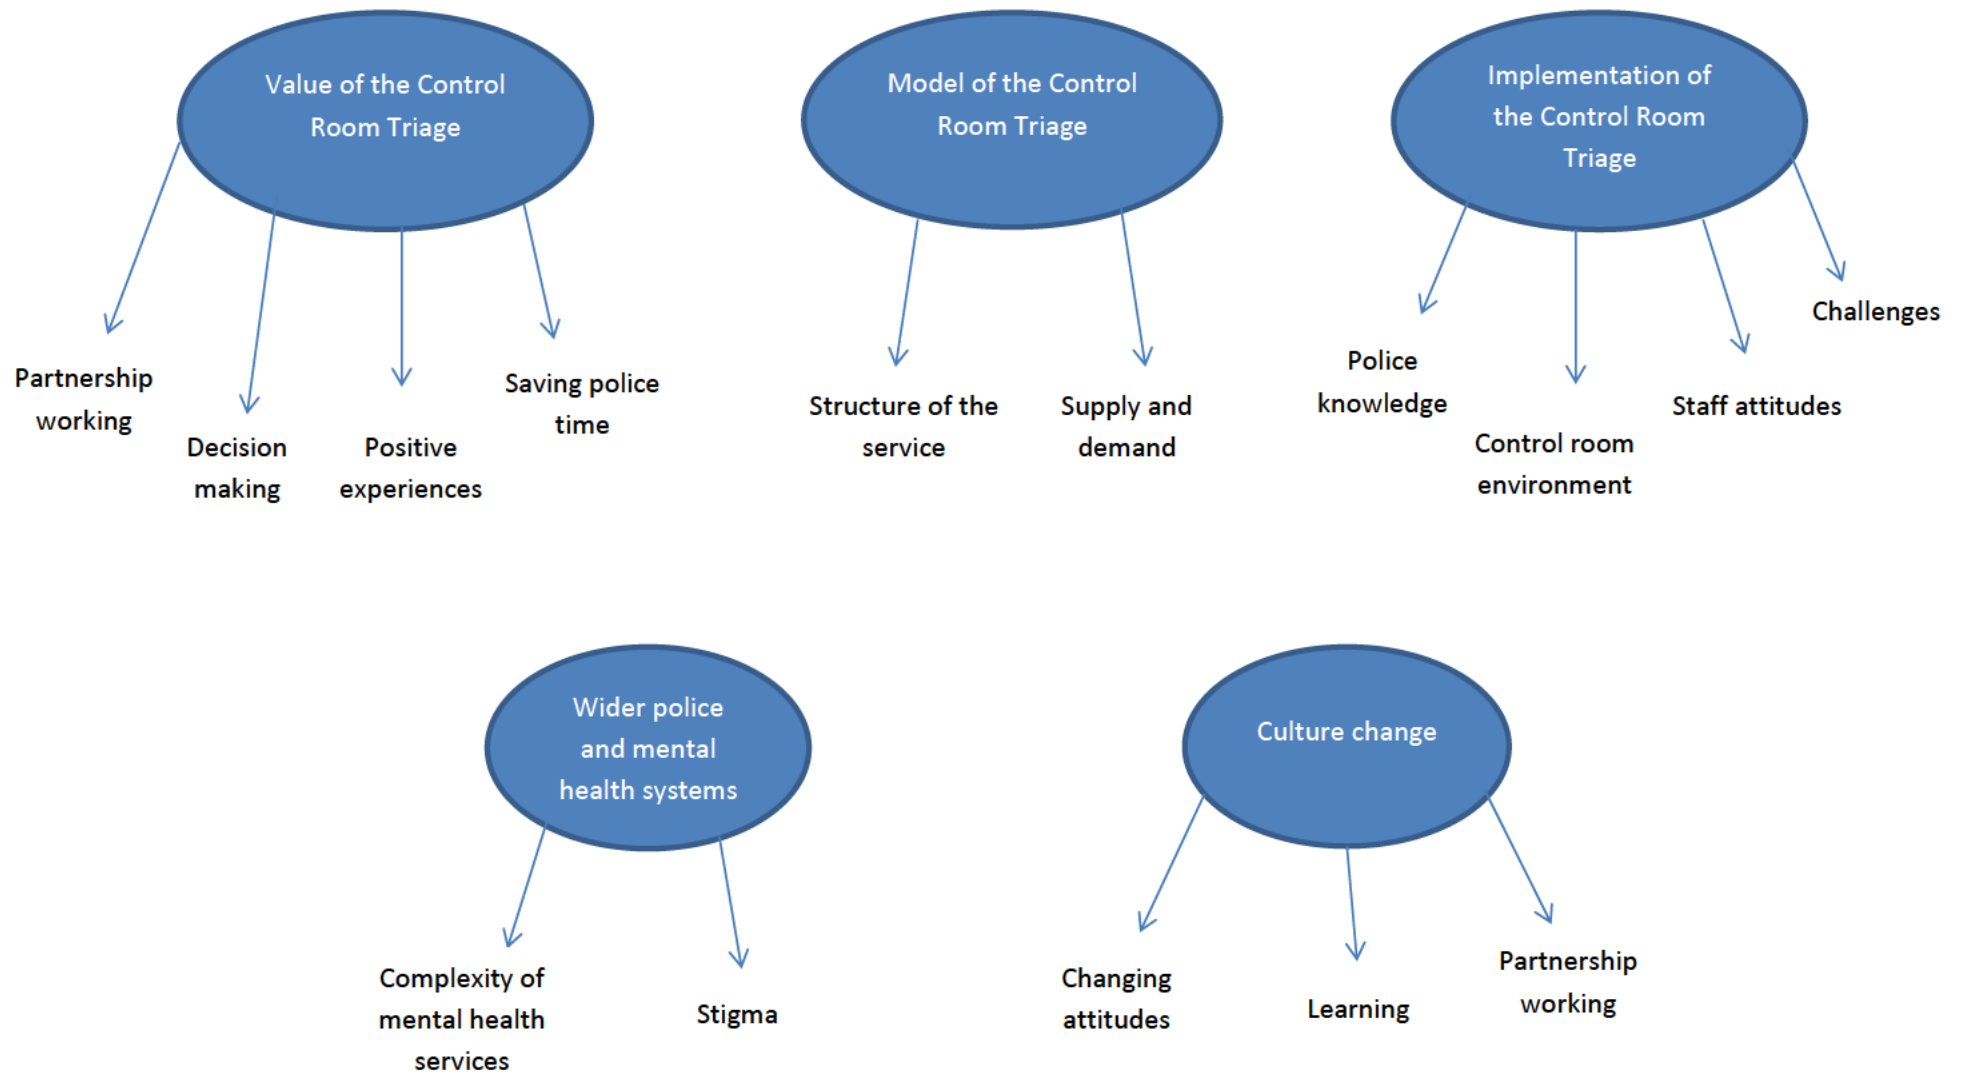 Value of the Control
Room Triage
Partnership
working
Decision
making
Positive
experiences
Saving police
time
Model of the Control
Room Triage
Structure of the
service
Supply and
demand
Implementation of
the Control Room
Triage
Police
knowledge
Control room
environment
Staff attitudes
Challenges
Wider police
and mental
health systems
Complexity of
mental health
services
Stigma
Culture change
Changing
attitudes
Learning
Partnership
working